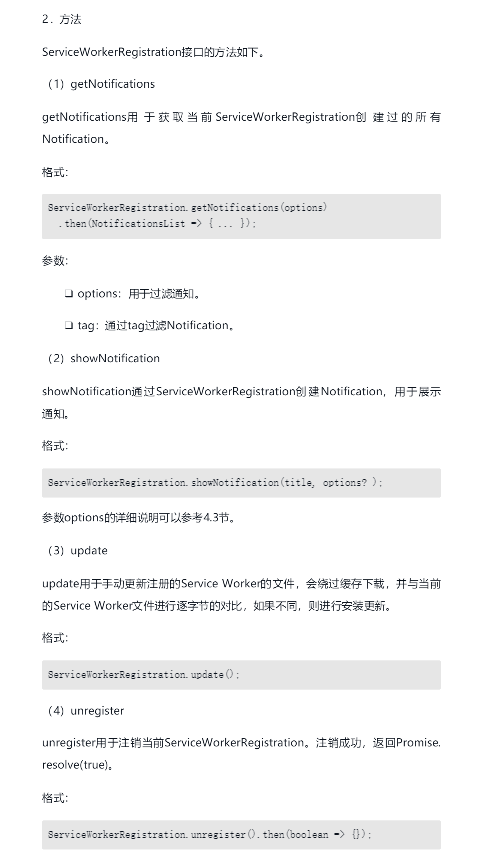 2．方法
ServiceWorkerRegistration接口的方法如下。
（1）getNotifications
getNotifications用于获取当前ServiceWorkerRegistration创建过的所有
Notification。
格式：
ServiceWorkerRegistration.getNotifications(options)
.then(NotificationsList => { ... });
参数：
❑ options：用于过滤通知。
❑ tag：通过tag过滤Notification。
（2）showNotification
showNotification通过ServiceWorkerRegistration创建Notification，用于展示
通知。
格式：
ServiceWorkerRegistration.showNotification(title, options? );
参数options的详细说明可以参考4.3节。
（3）update
update用于手动更新注册的Service Worker的文件，会绕过缓存下载，并与当前
的Service Worker文件进行逐字节的对比，如果不同，则进行安装更新。
格式：
ServiceWorkerRegistration.update();
（4）unregister
unregister用于注销当前ServiceWorkerRegistration。注销成功，返回Promise.
resolve(true)。
格式：
ServiceWorkerRegistration.unregister().then(boolean => {});